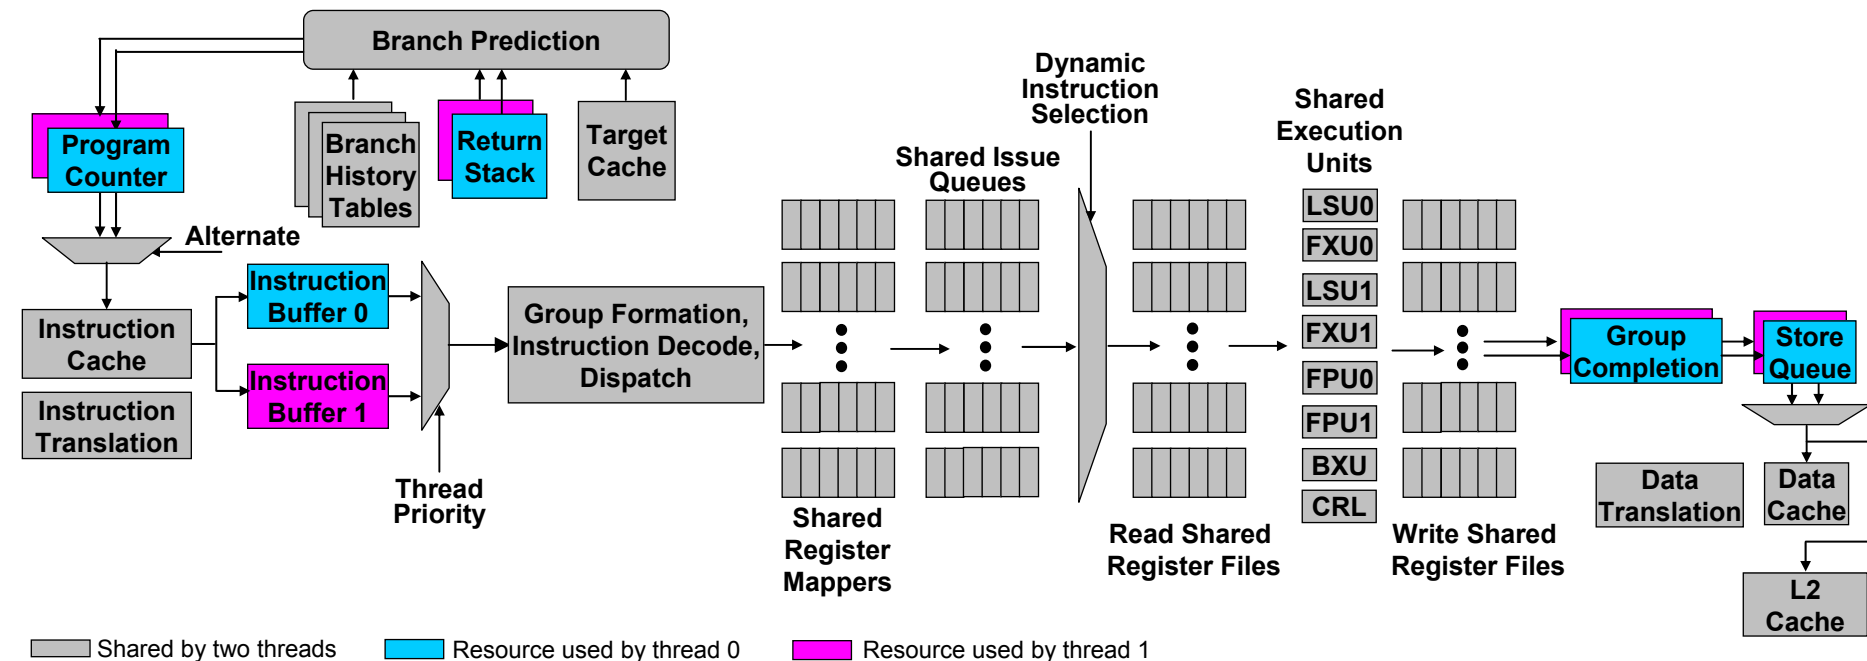 Branch Prediction
Program
Counter
Branch
History
Tables
Return
Stack
Target
Cache
Alternate
Instruction
Cache
Instruction
Translation
Instruction
Buffer 0
Instruction
Buffer 1
Thread
Priority
Group Formation,
Instruction Decode,
Dispatch
Shared
Register
Mappers
Shared Issue
Queues
Dynamic
Instruction
Selection
Read Shared
Register Files
Shared
Execution
Units
LSU0
FXU0
LSU1
FXU1
FPU0
FPU1
BXU
CRL
Write Shared
Register Files
Group
Completion
Store
Queue
Data
Translation
Data
Cache
L2
Cache
Shared by two threads
Resource used by thread 0
Resource used by thread 1